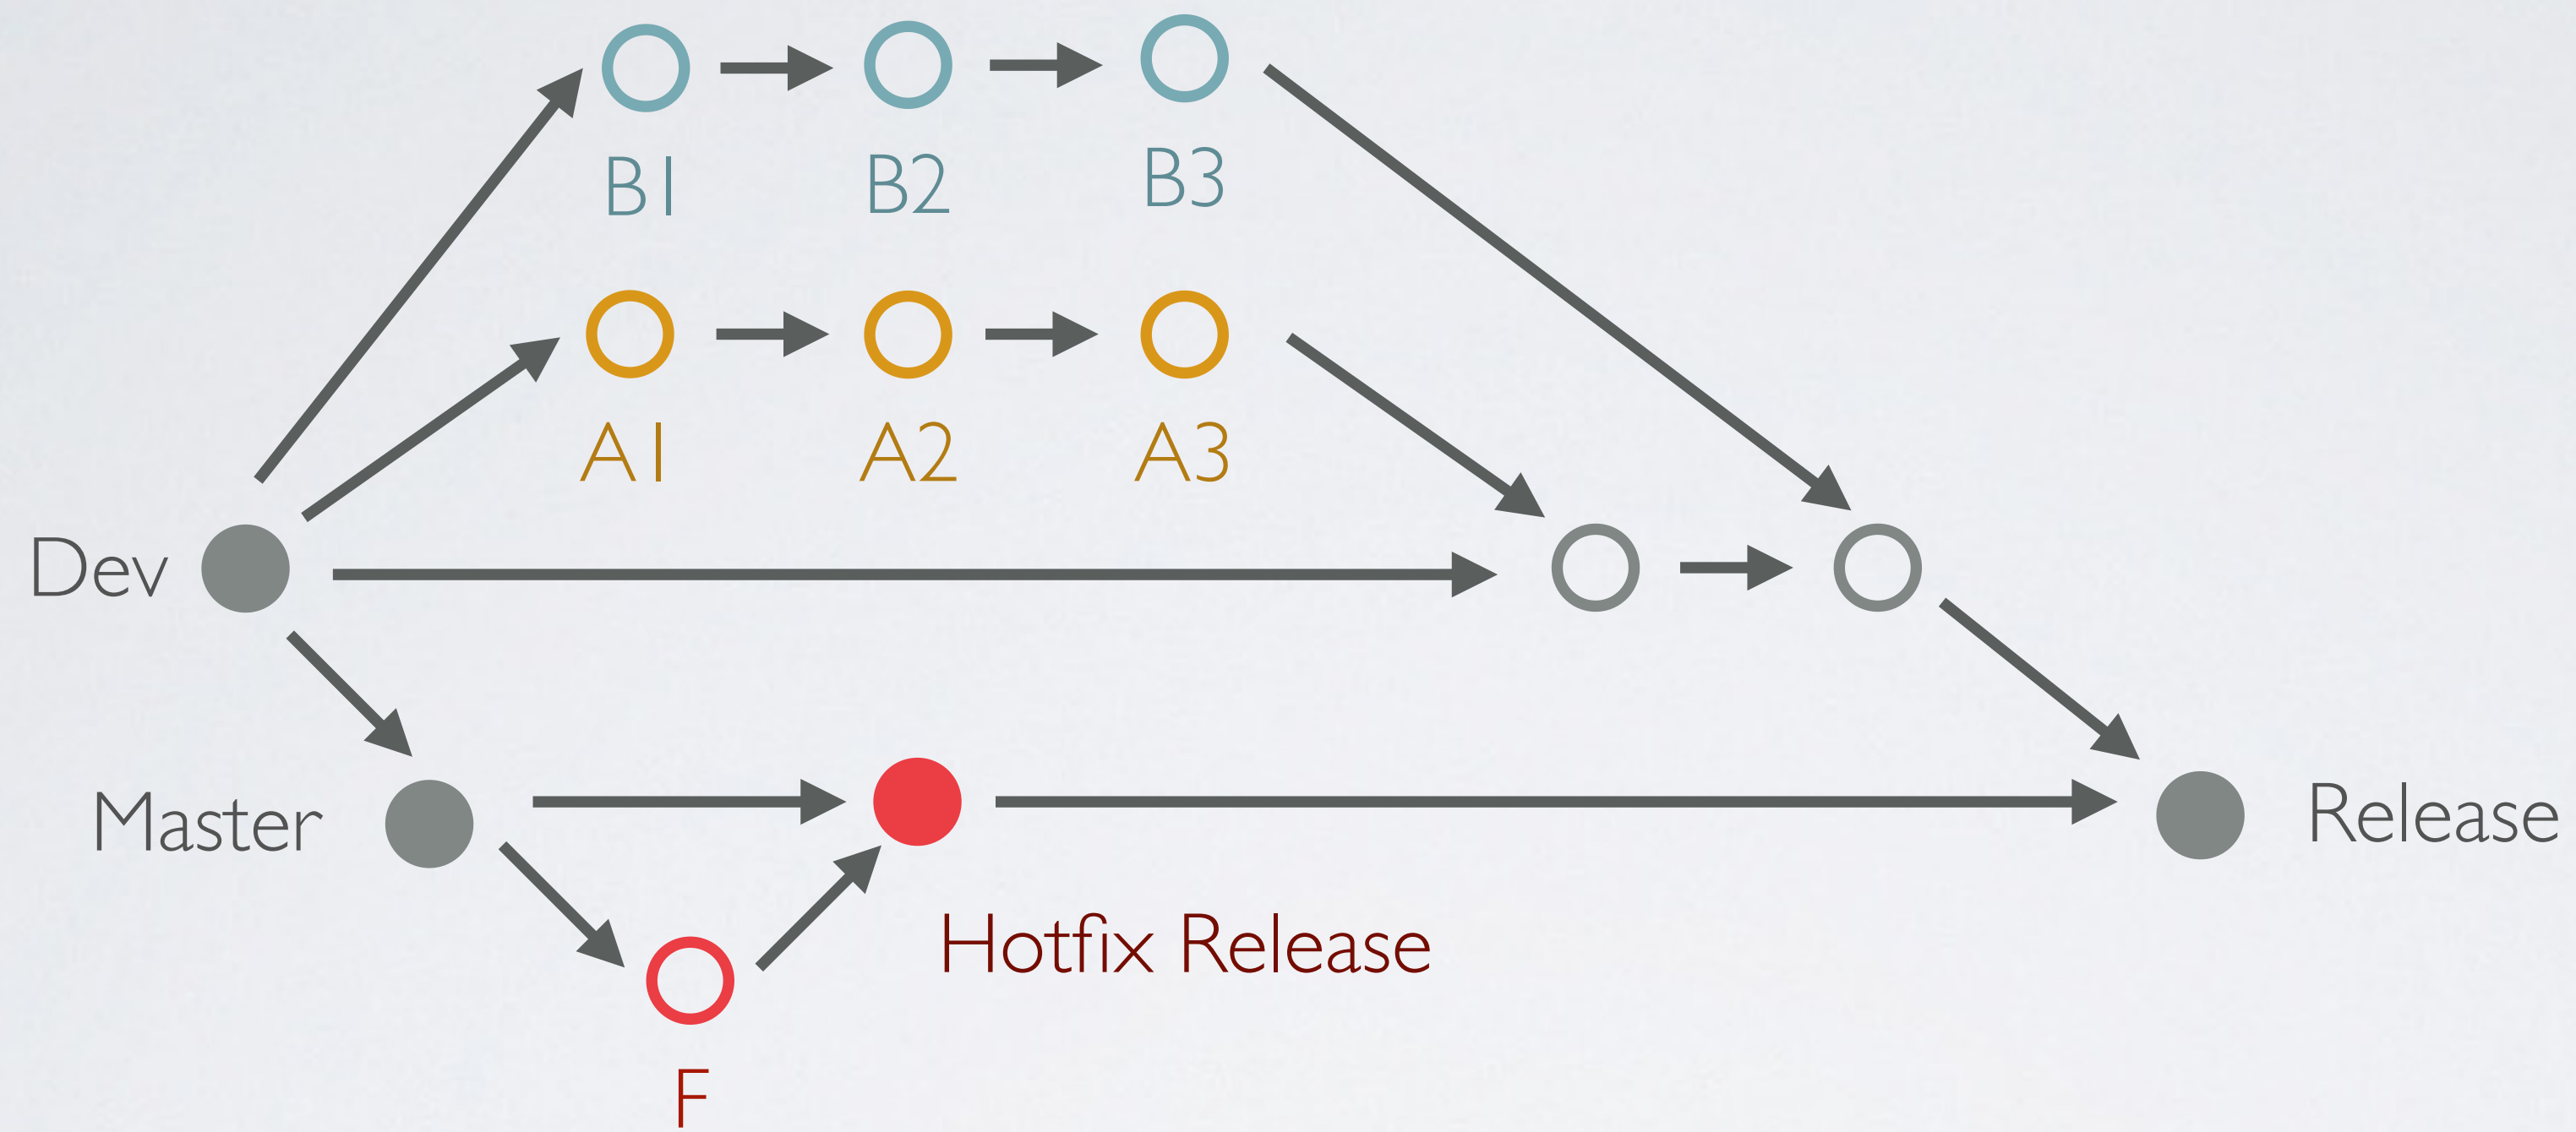 B1
B2
B3
A1
A2
A3
Dev
Master
Release
Hotfix Release
F